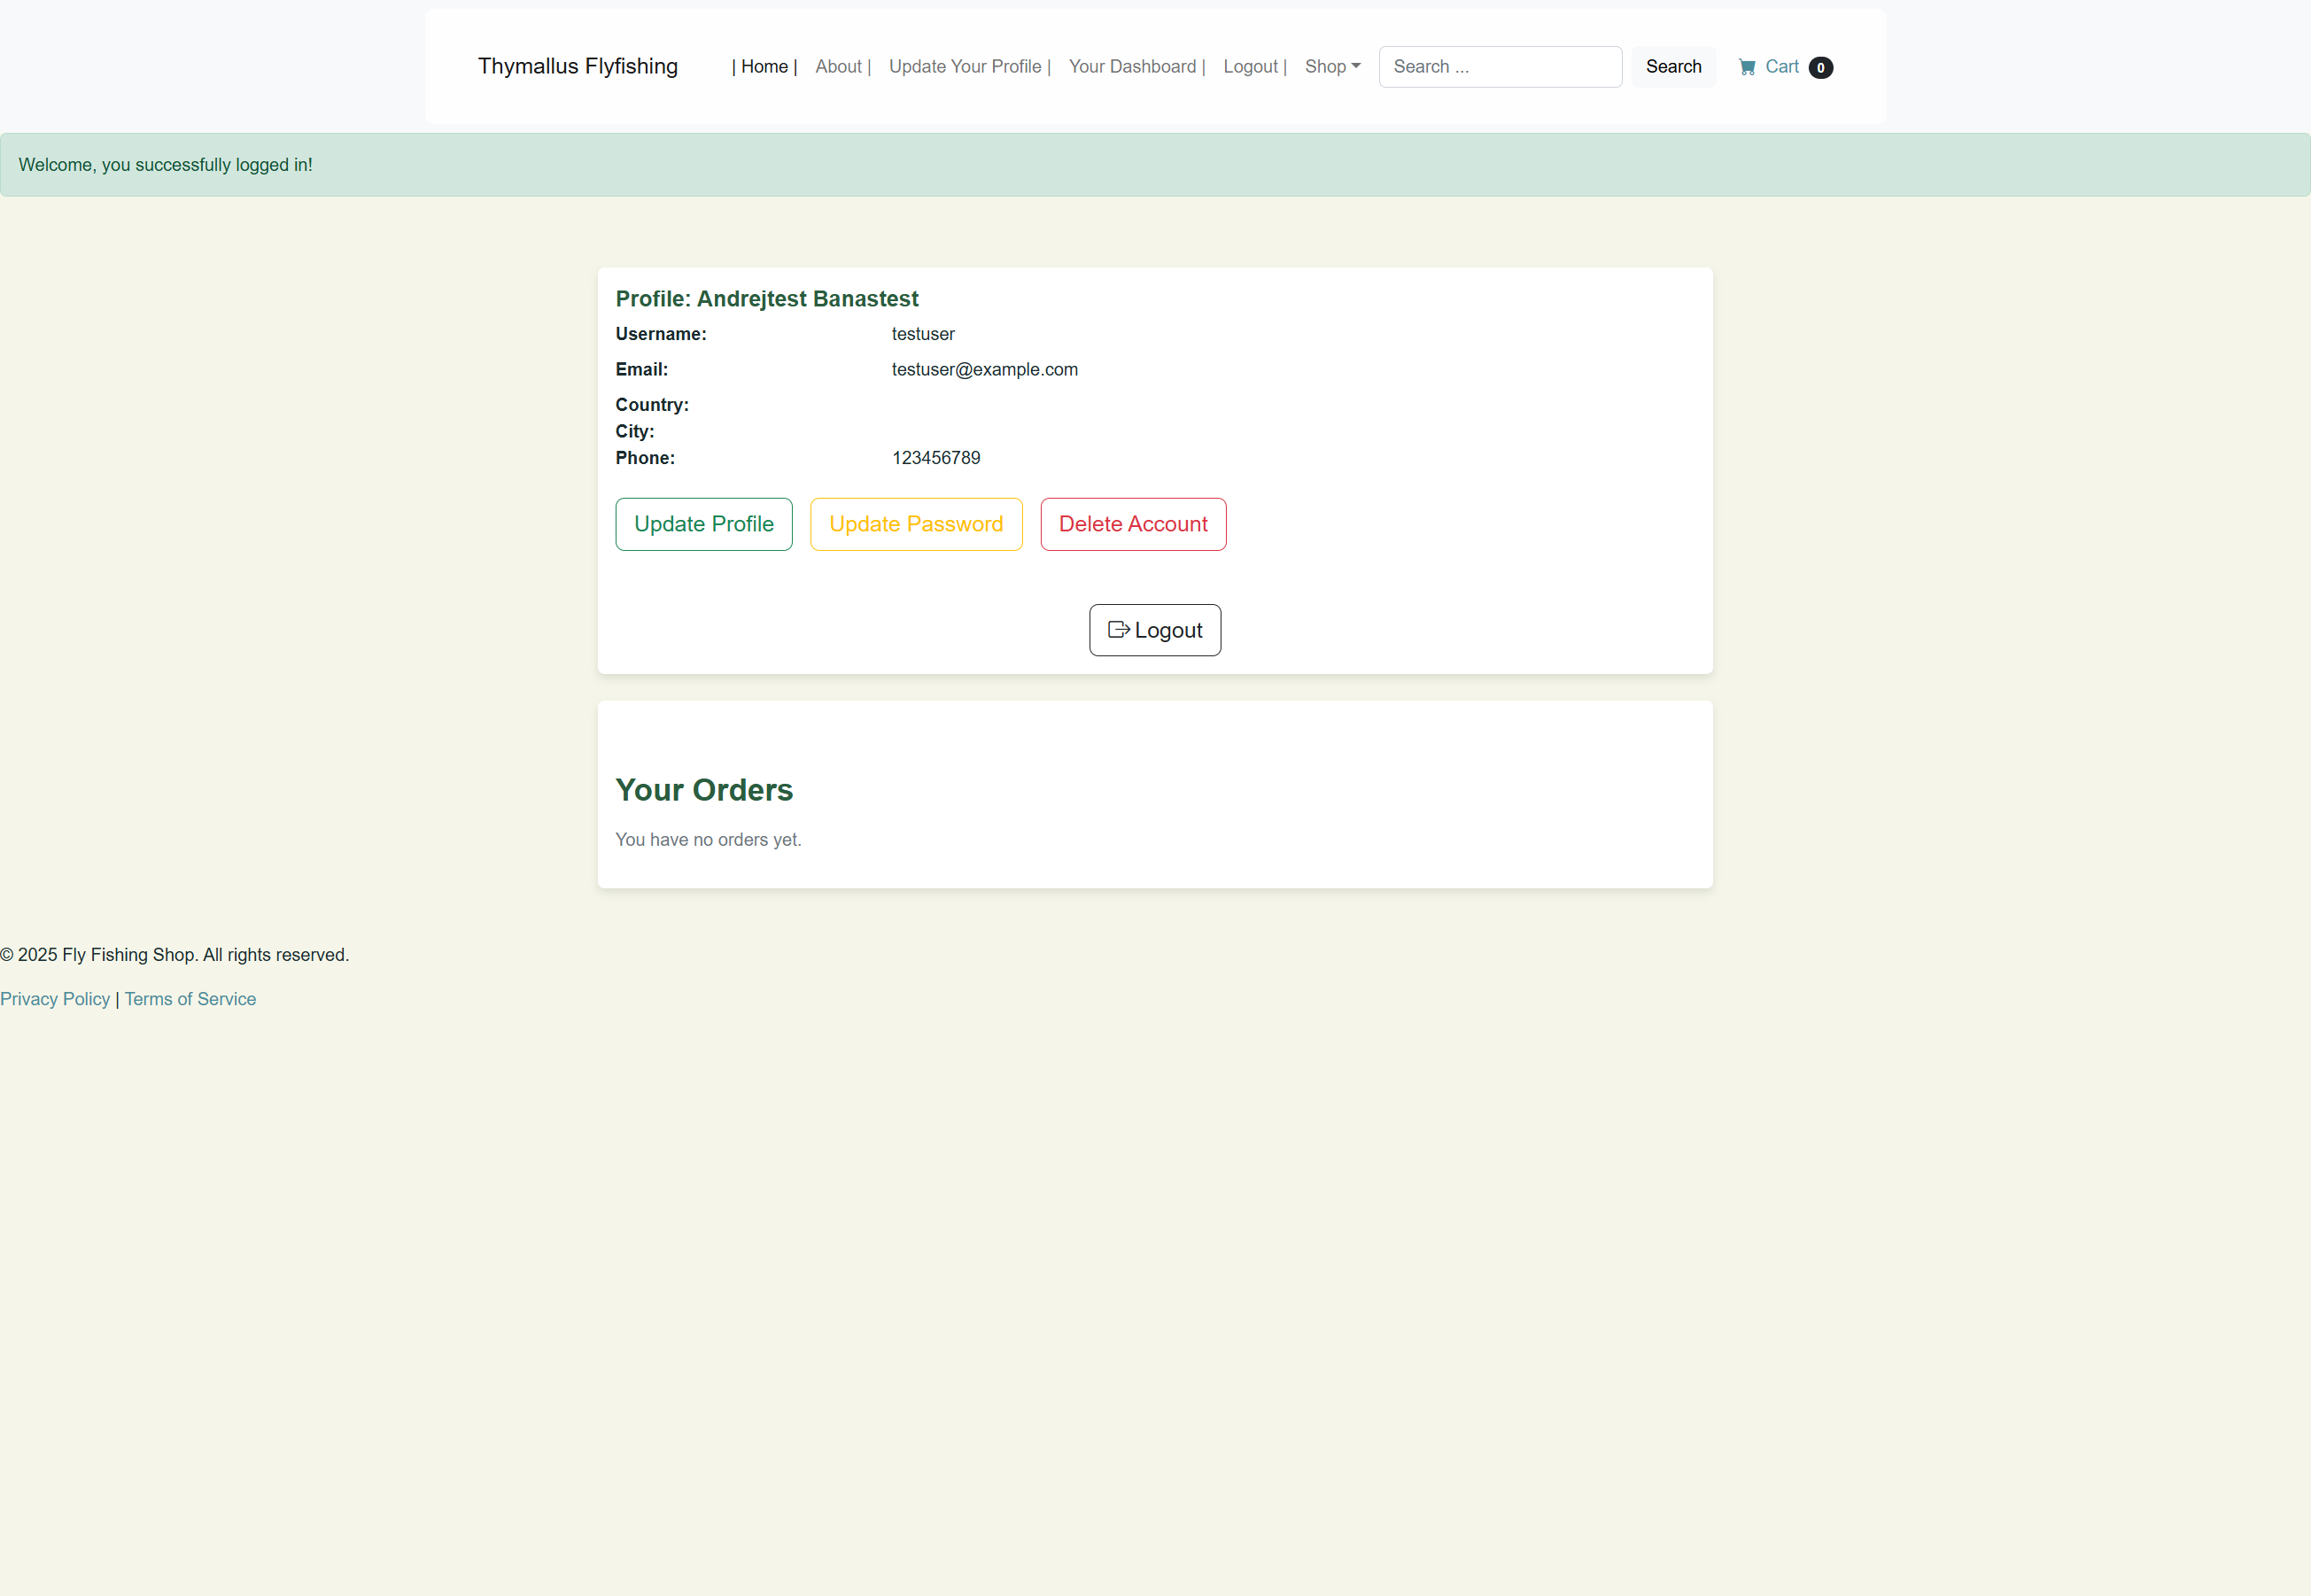 Thymallus Flyfishing | Home | About | Update Your Profile | Your Dashboard | Logout | Shop Search ... Search Cart 0
Welcome, you successfully logged in!
Profile: Andrejtest Banastest
Username: testuser
Email: testuser@example.com
Country:
City:
Phone: 123456789
Update Profile Update Password Delete Account
Logout
Your Orders
You have no orders yet.
© 2025 Fly Fishing Shop. All rights reserved.
Privacy Policy | Terms of Service